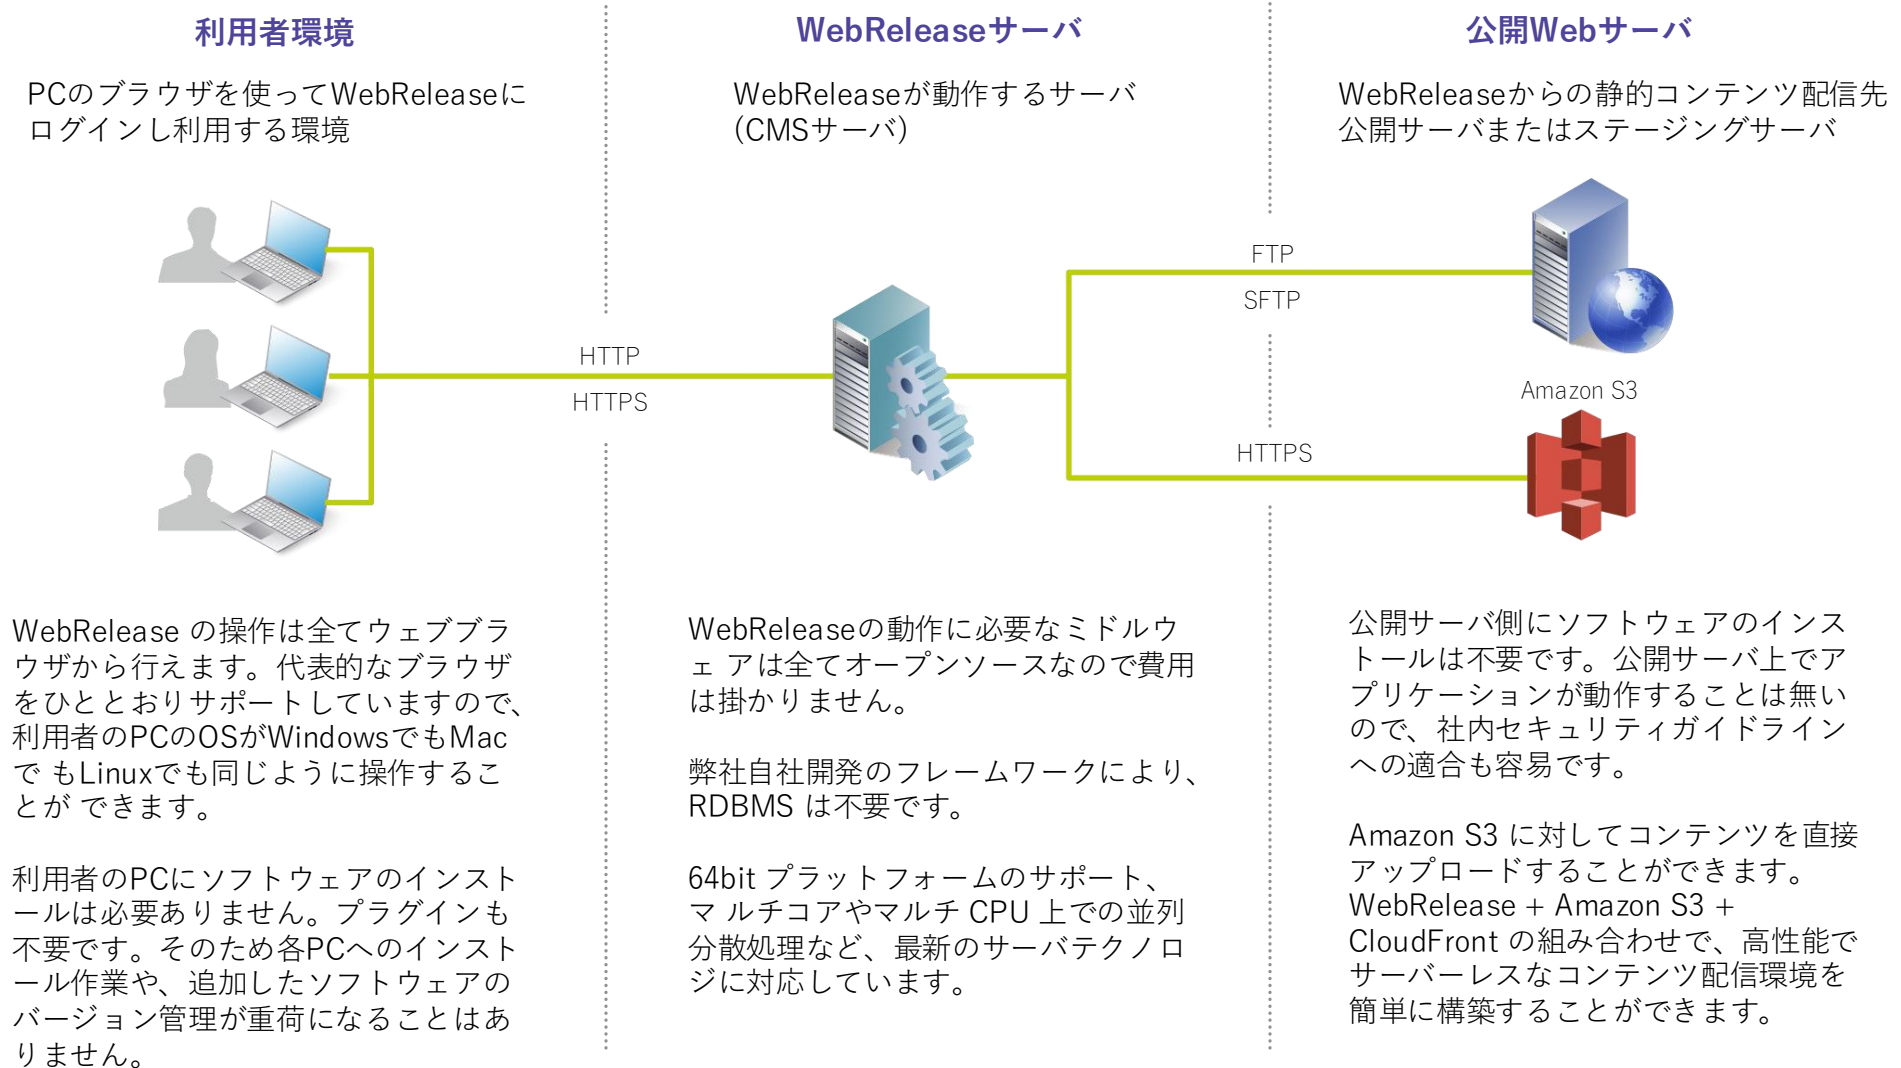 利用者環境
PCのブラウザを使ってWebReleaseに
ログインし利用する環境
WebRelease の操作は全てウェブブラ
ウザから行えます。代表的なブラウザ
をひととおりサポートしていますので、
利用者のPCのOSがWindowsでもMac
で もLinuxでも同じように操作するこ
とが できます。
利用者のPCにソフトウェアのインスト
ールは必要ありません。プラグインも
不要です。そのため各PCへのインスト
ール作業や、追加したソフトウェアの
バージョン管理が重荷になることはあ
りません。
HTTP
HTTPS
WebReleaseサーバ
WebReleaseが動作するサーバ
(CMSサーバ)
WebReleaseの動作に必要なミドルウ
ェ アは全てオープンソースなので費用
は掛かりません。
弊社自社開発のフレームワークにより、
RDBMS は不要です。
64bit プラットフォームのサポート、
マ ルチコアやマルチ CPU 上での並列
分散処理など、最新のサーバテクノロ
ジに対応しています。
FTP
SFTP
HTTPS
公開Webサーバ
WebReleaseからの静的コンテンツ配信先
公開サーバまたはステージングサーバ
Amazon S3
公開サーバ側にソフトウェアのインス
トールは不要です。公開サーバ上でア
プリケーションが動作することは無い
ので、社内セキュリティガイドライン
への適合も容易です。
Amazon S3 に対してコンテンツを直接
アップロードすることができます。
WebRelease + Amazon S3 +
CloudFront の組み合わせで、高性能で
サーバーレスなコンテンツ配信環境を
簡単に構築することができます。